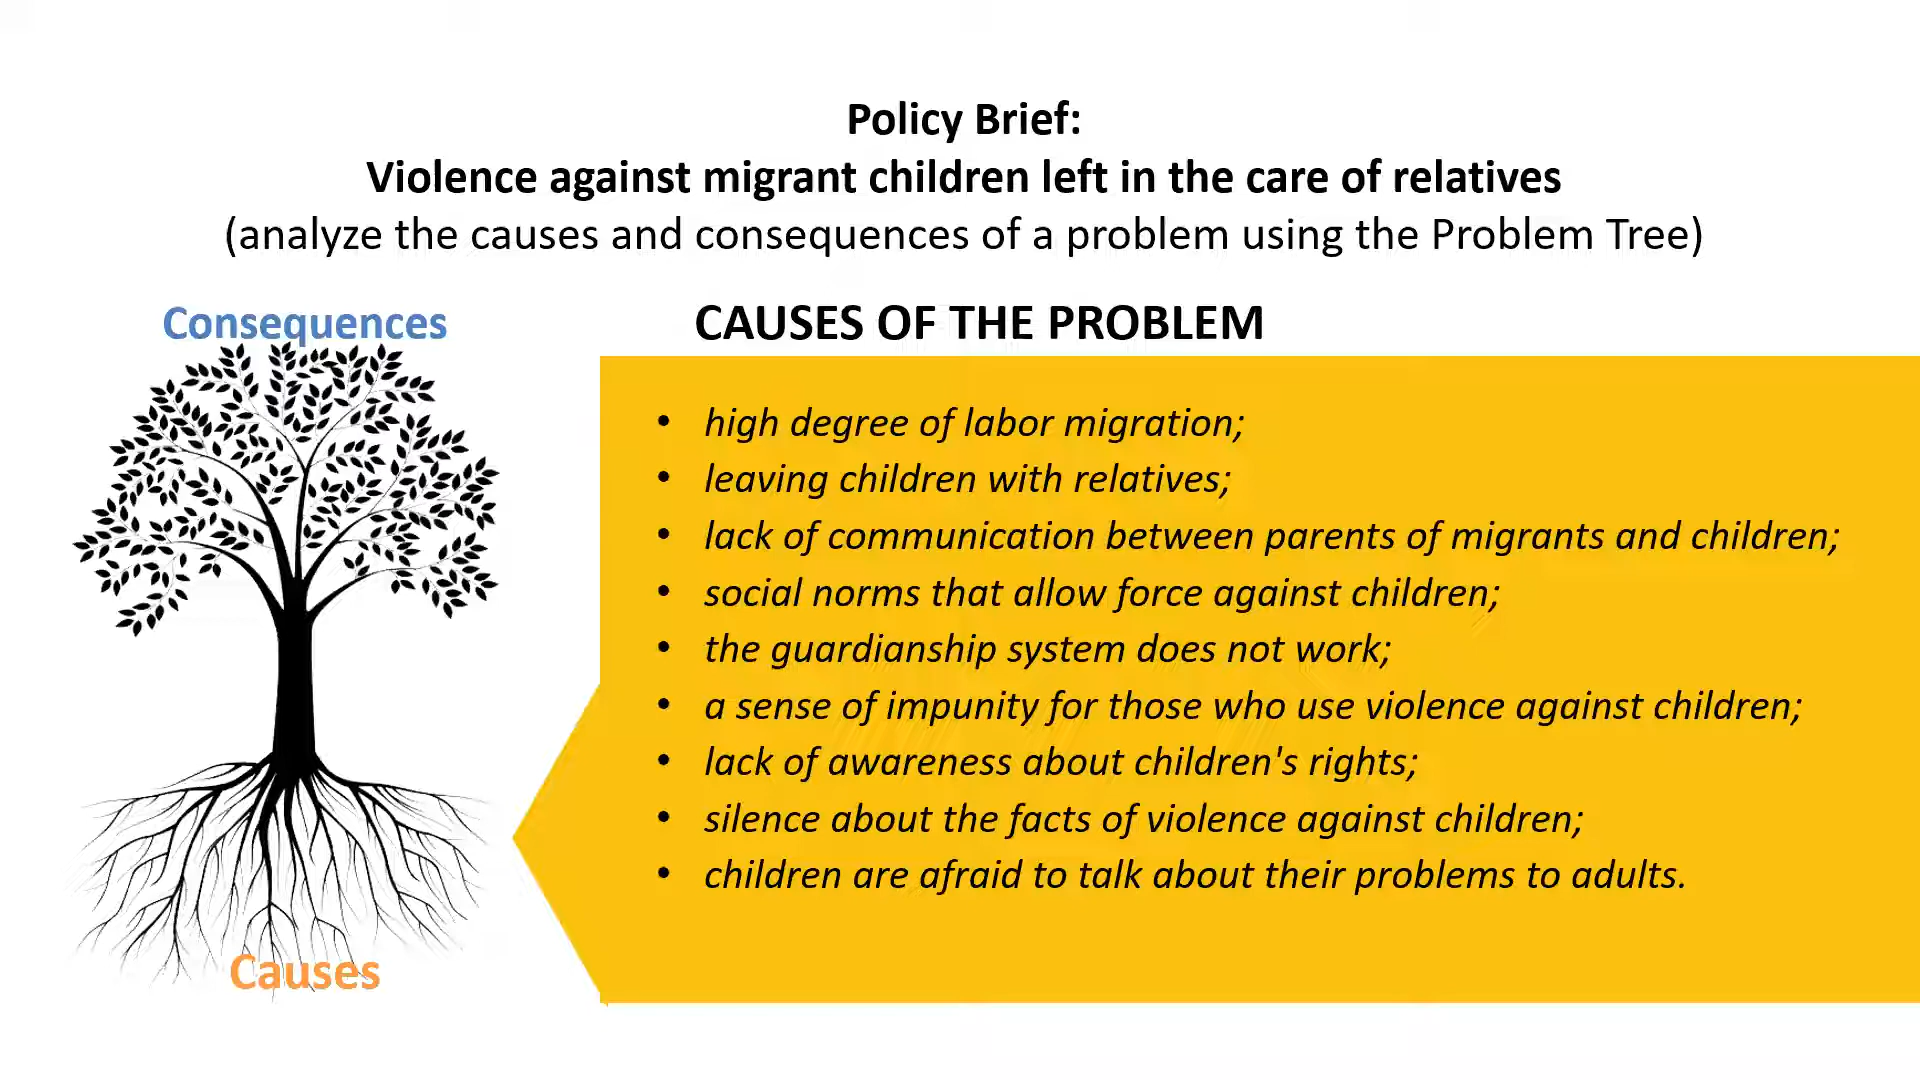 Policy Brief:
Violence against migrant children left in the care of relatives
(analyze the causes and consequences of a problem using the Problem Tree)
Consequences
CAUSES OF THE PROBLEM
• high degree of labor migration;
• leaving children with relatives;
• lack of communication between parents of migrants and children;
• social norms that allow force against children;
• the guardianship system does not work;
• a sense of impunity for those who use violence against children;
• lack of awareness about children's rights;
• silence about the facts of violence against children;
• children are afraid to talk about their problems to adults.
Causes